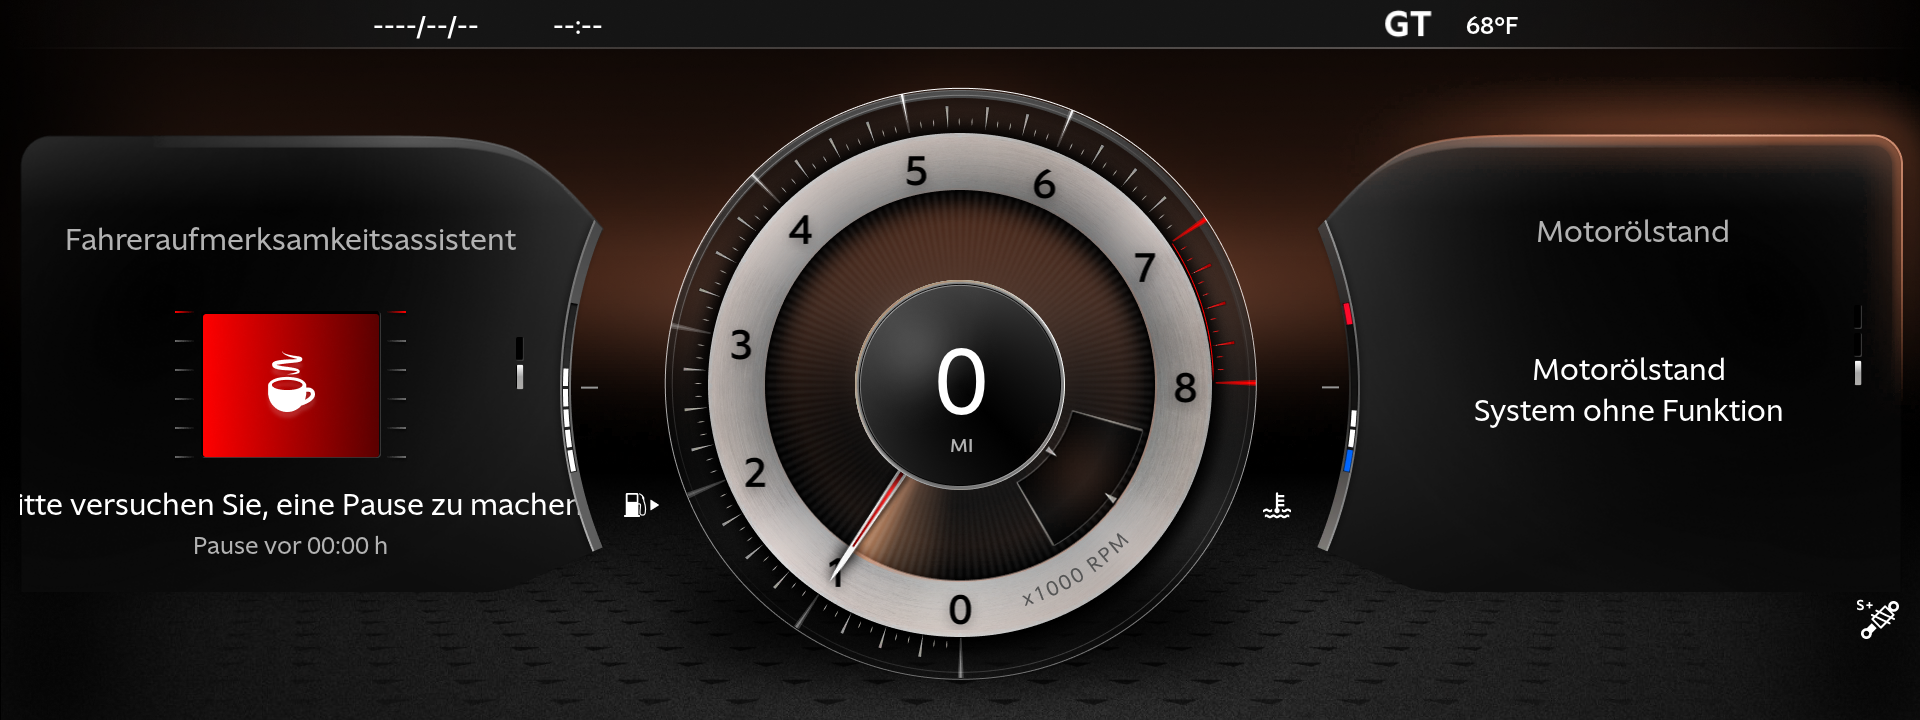 ----/--/--
--:--
GT
68°F
Fahreraufmerksamkeitsassistent
itte versuchen Sie, eine Pause zu machen
Pause vor 00:00 h
0
1
2
3
4
5
6
7
8
x1000 RPM
0
MI
Motorölstand
Motorölstand
System ohne Funktion
S+